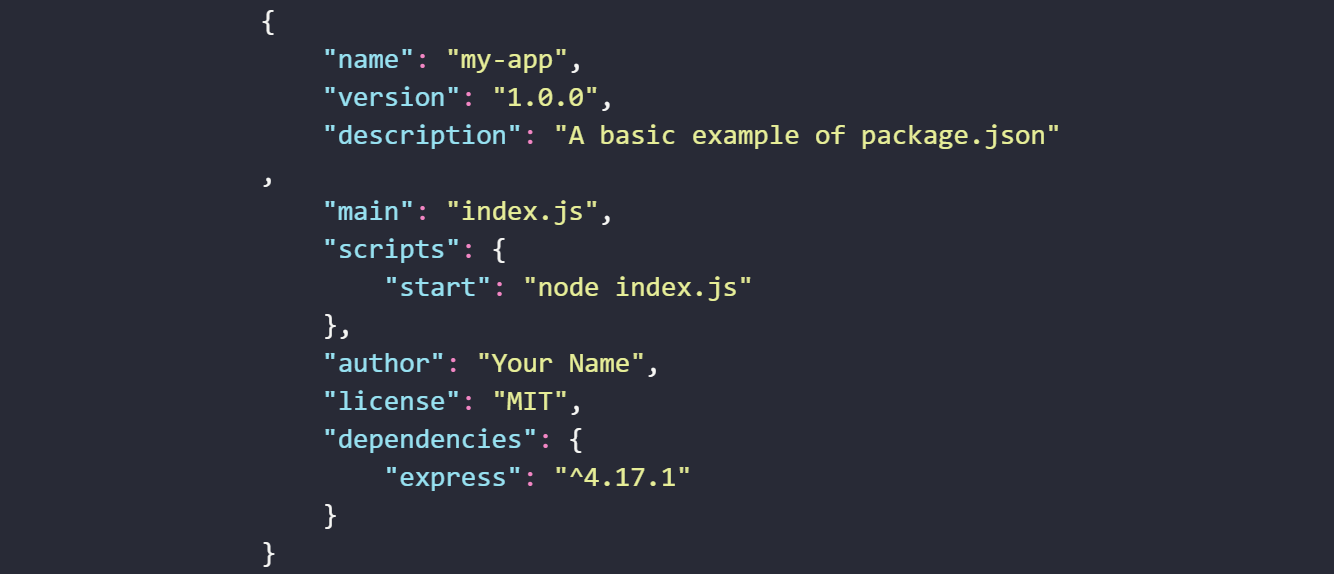 {
    "name": "my-app",
    "version": "1.0.0",
    "description": "A basic example of package.json"
,
    "main": "index.js",
    "scripts": {
        "start": "node index.js"
    },
    "author": "Your Name",
    "license": "MIT",
    "dependencies": {
        "express": "^4.17.1"
    }
}